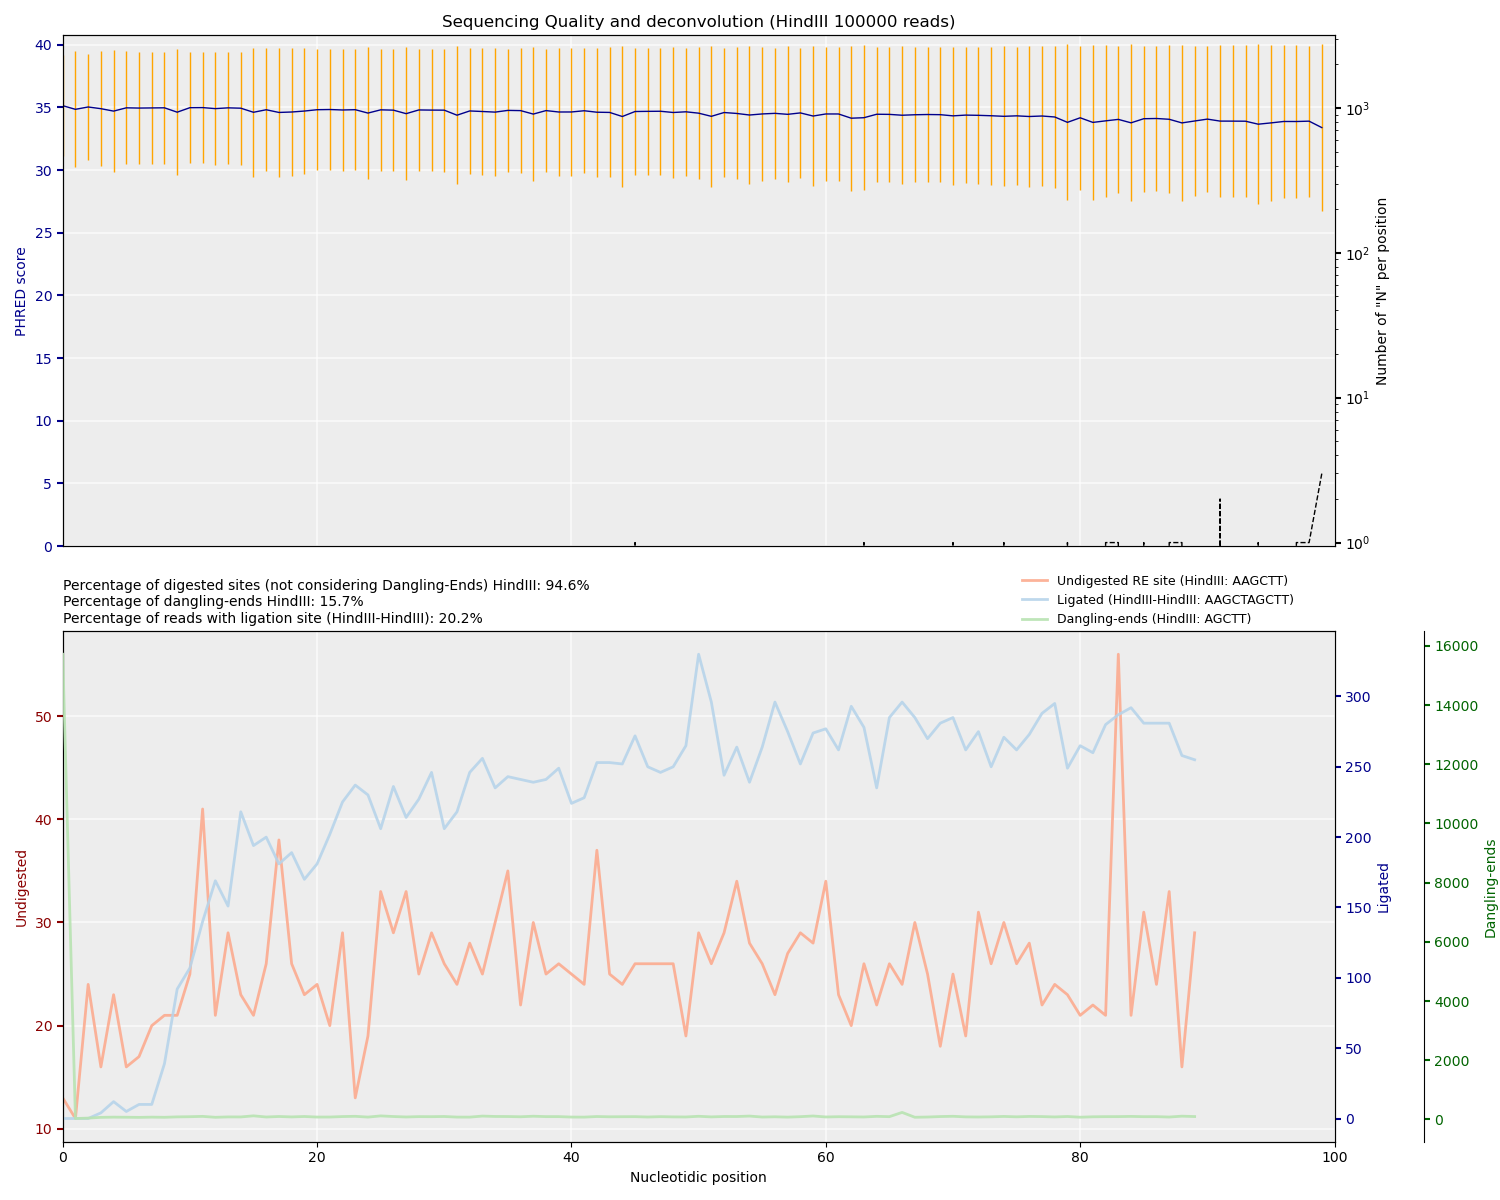 Sequencing Quality and deconvolution (HindIII 100000 reads)
40
35
30
25
20
15
10
5
0
PHRED score
10³
10²
10¹
10⁰
Number of "N" per position
Percentage of digested sites (not considering Dangling-Ends) HindIII: 94.6%
Percentage of dangling-ends HindIII: 15.7%
Percentage of reads with ligation site (HindIII-HindIII): 20.2%
Undigested RE site (HindIII: AAGCTT)
Ligated (HindIII-HindIII: AAGCTAGCTT)
Dangling-ends (HindIII: AGCTT)
50
40
30
20
10
Undigested
300
250
200
150
100
50
0
Ligated
16000
14000
12000
10000
8000
6000
4000
2000
0
Dangling-ends
0 20 40 60 80 100
Nucleotidic position